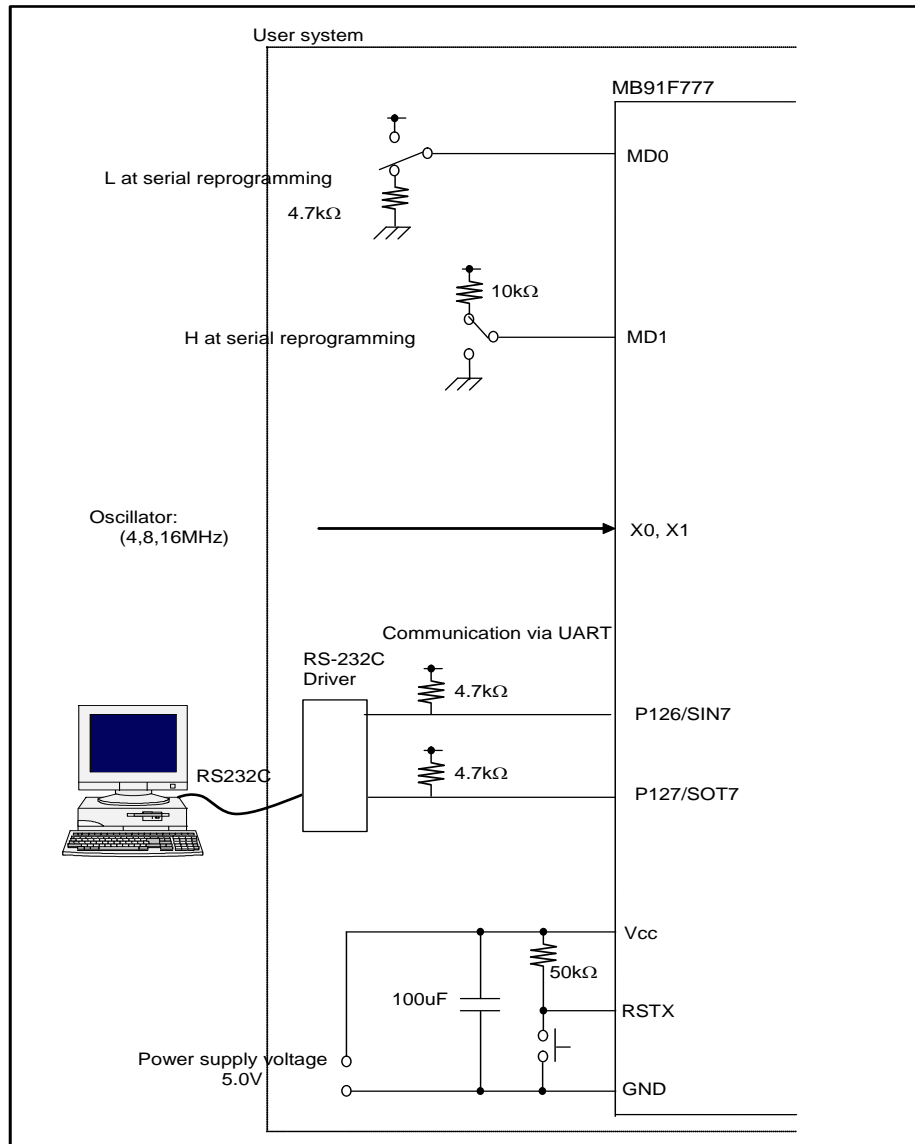 User system
MB91F777
MD0
L at serial reprogramming
4.7kΩ
10kΩ
H at serial reprogramming
MD1
Oscillator:
(4,8,16MHz)
X0, X1
Communication via UART
RS-232C
Driver
4.7kΩ
P126/SIN7
4.7kΩ
RS232C
P127/SOT7
Vcc
50kΩ
100uF
RSTX
Power supply voltage
5.0V
GND